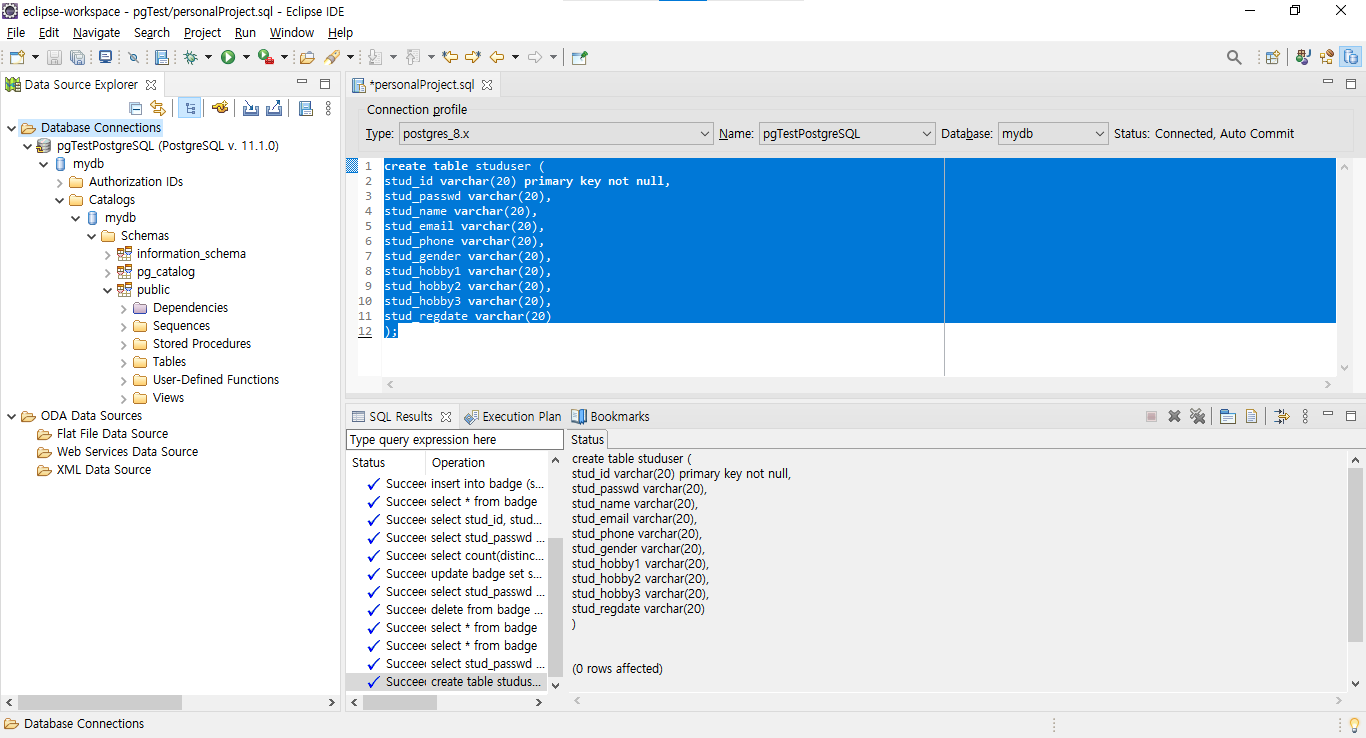 eclipse-workspace - pgTest/personalProject.sql - Eclipse IDE
File Edit Navigate Search Project Run Window Help
Data Source Explorer
Database Connections
pgTestPostgreSQL (PostgreSQL v. 11.1.0)
mydb
Authorization IDs
Catalogs
mydb
Schemas
information_schema
pg_catalog
public
Dependencies
Sequences
Stored Procedures
Tables
User-Defined Functions
Views
ODA Data Sources
Flat File Data Source
Web Services Data Source
XML Data Source
*personalProject.sql
Connection profile
Type: postgres_8.x Name: pgTestPostgreSQL Database: mydb Status: Connected, Auto Commit
1 create table studuser (
2 stud_id varchar(20) primary key not null,
3 stud_passwd varchar(20),
4 stud_name varchar(20),
5 stud_email varchar(20),
6 stud_phone varchar(20),
7 stud_gender varchar(20),
8 stud_hobby1 varchar(20),
9 stud_hobby2 varchar(20),
10 stud_hobby3 varchar(20),
11 stud_regdate varchar(20)
12 );
SQL Results Execution Plan Bookmarks
Type query expression here
Status Operation
Succee insert into badge (s...
Succee select * from badge
Succee select stud_id, stud...
Succee select stud_passwd ...
Succee select count(distinc...
Succee update badge set s...
Succee select stud_passwd ...
Succee delete from badge ...
Succee select * from badge
Succee select * from badge
Succee select stud_passwd ...
Succee create table studus...
Status
create table studuser (
stud_id varchar(20) primary key not null,
stud_passwd varchar(20),
stud_name varchar(20),
stud_email varchar(20),
stud_phone varchar(20),
stud_gender varchar(20),
stud_hobby1 varchar(20),
stud_hobby2 varchar(20),
stud_hobby3 varchar(20),
stud_regdate varchar(20)
)
(0 rows affected)
Database Connections